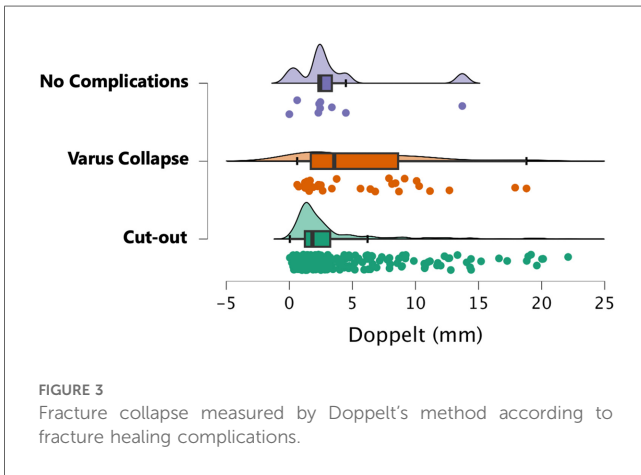 No Complications
Varus Collapse
Cut-out
−5 0 5 10 15 20 25
Doppelt (mm)
FIGURE 3
Fracture collapse measured by Doppelt's method according to
fracture healing complications.